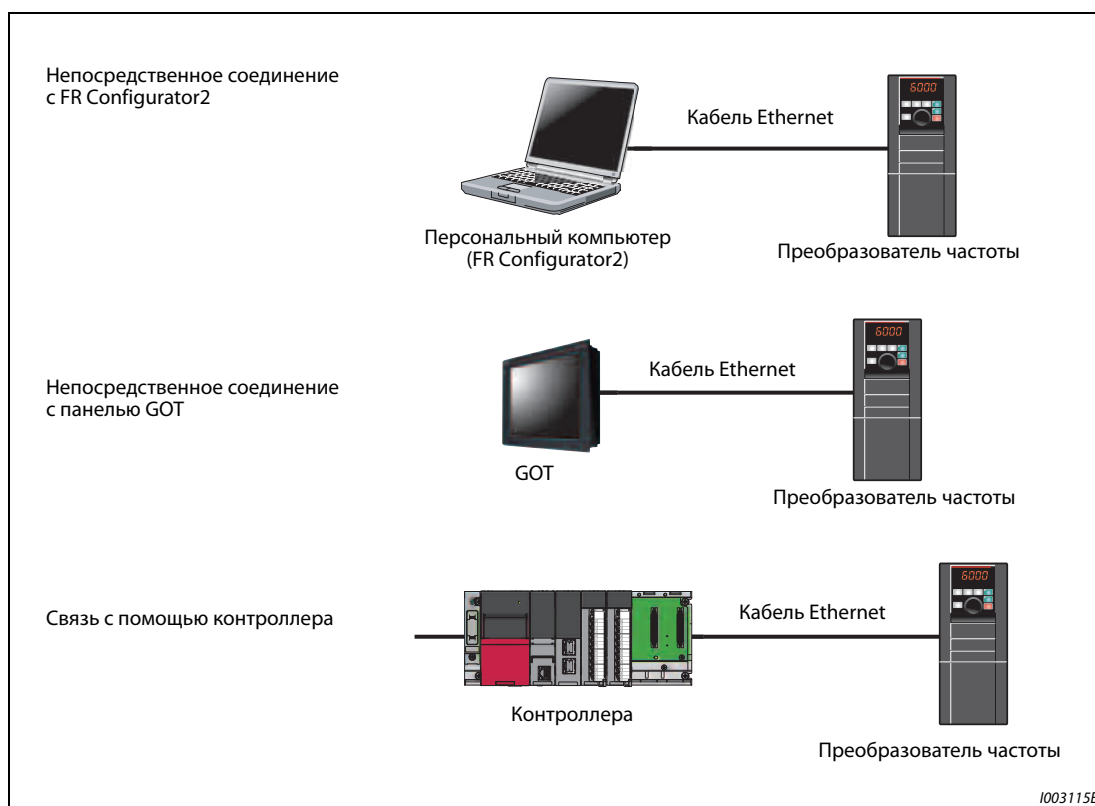 Непосредственное соединение
с FR Configurator2
6000
Кабель Ethernet
Персональный компьютер
(FR Configurator2)
Преобразователь частоты
Непосредственное соединение
с панелью GOT
6000
Кабель Ethernet
GOT
Преобразователь частоты
Связь с помощью контроллера
6000
Кабель Ethernet
Контроллера
Преобразователь частоты
I003115E